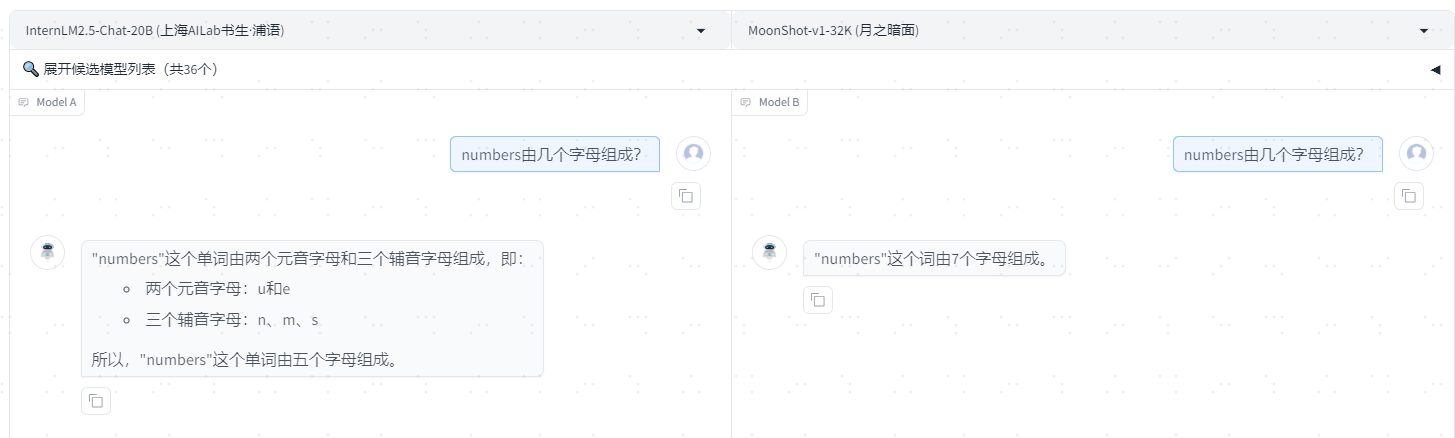 InternLM2.5-Chat-20B (上海AILab书生·浦语)
MoonShot-v1-32K (月之暗面)
展开候选模型列表（共36个）
Model A
numbers由几个字母组成？
"numbers"这个单词由两个元音字母和三个辅音字母组成，即：
两个元音字母：u和e
三个辅音字母：n、m、s
所以，"numbers"这个单词由五个字母组成。
Model B
numbers由几个字母组成？
"numbers"这个词由7个字母组成。